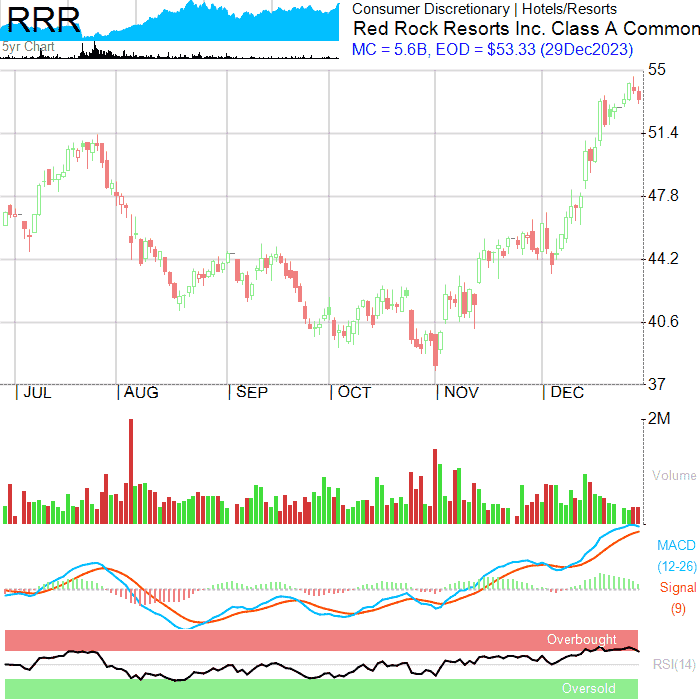 RRR
5yr Chart
Consumer Discretionary | Hotels/Resorts
Red Rock Resorts Inc. Class A Common
MC = 5.6B, EOD = $53.33 (29Dec2023)
55
51.4
47.8
44.2
40.6
37
JUL AUG SEP OCT NOV DEC
2M
Volume
MACD
(12-26)
Signal
(9)
Overbought
RSI(14)
Oversold